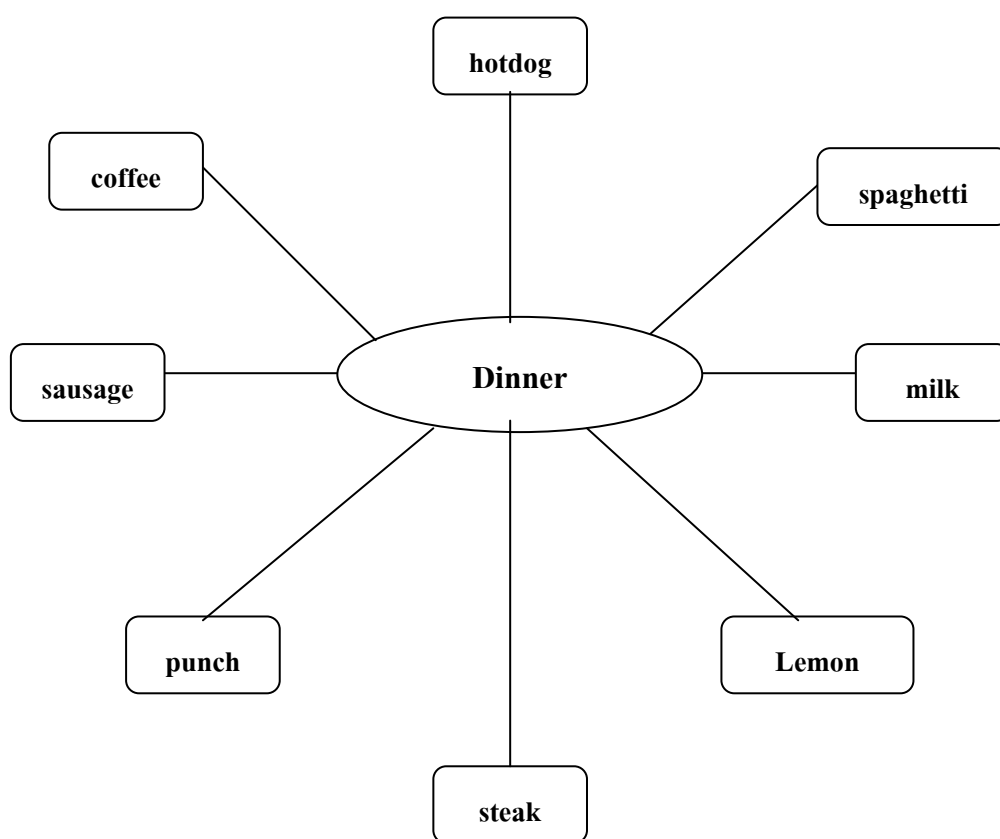 hotdog
coffee
spaghetti
Dinner
sausage
milk
punch
Lemon
steak